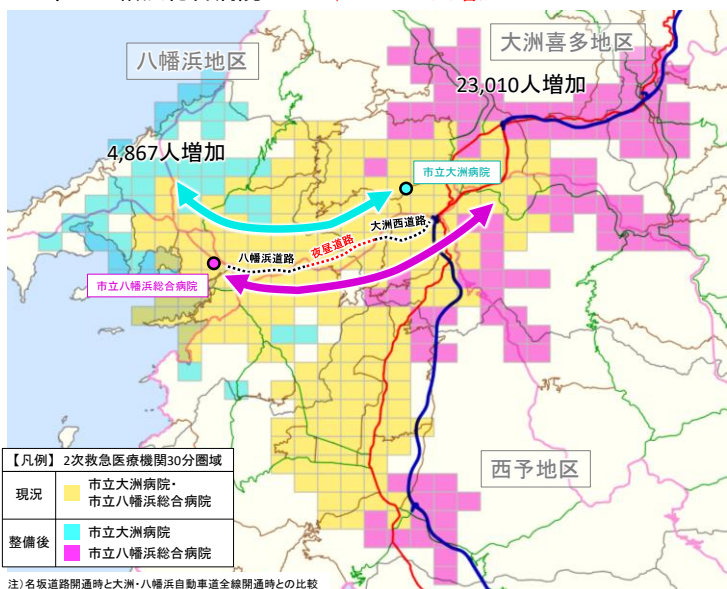 八幡浜地区
大洲喜多地区
23,010人増加
4,867人増加
市立大洲病院
大洲西道路
夜昼道路
八幡浜道路
市立八幡浜総合病院
西予地区
【凡例】 2次救急医療機関30分圏域
現況
市立大洲病院・
市立八幡浜総合病院
整備後
市立大洲病院
市立八幡浜総合病院
注)名坂道路開通時と大洲・八幡浜自動車道全線開通時との比較